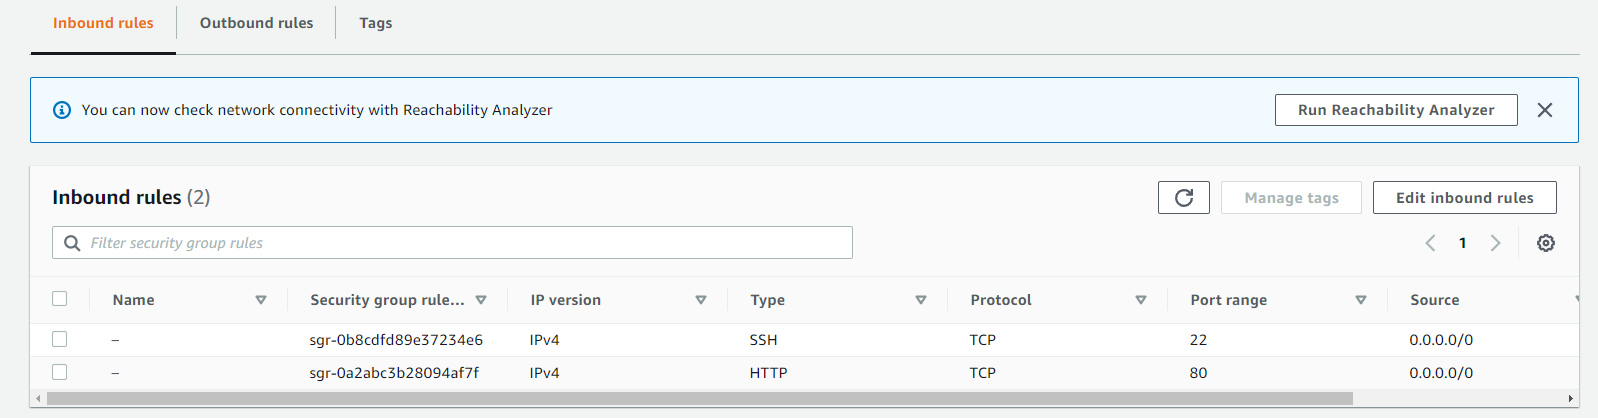 Inbound rules Outbound rules Tags
You can now check network connectivity with Reachability Analyzer Run Reachability Analyzer
Inbound rules (2) Manage tags Edit inbound rules
Filter security group rules 1
Name Security group rule... IP version Type Protocol Port range Source
– sgr-0b8cdfd89e37234e6 IPv4 SSH TCP 22 0.0.0.0/0
– sgr-0a2abc3b28094af7f IPv4 HTTP TCP 80 0.0.0.0/0